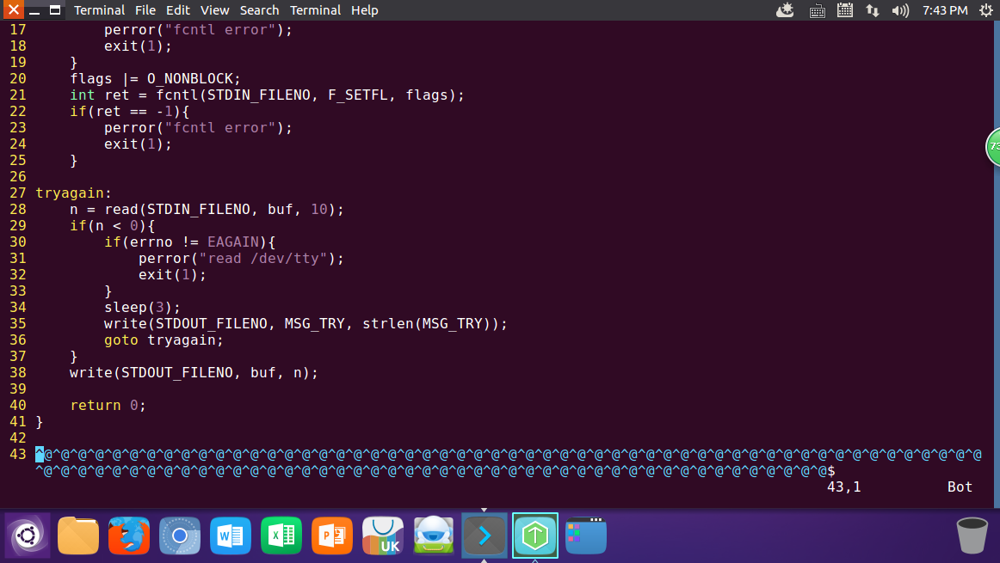 Terminal File Edit View Search Terminal Help 7:43 PM
17 perror("fcntl error");
18 exit(1);
19 }
20 flags |= O_NONBLOCK;
21 int ret = fcntl(STDIN_FILENO, F_SETFL, flags);
22 if(ret == -1){
23 perror("fcntl error");
24 exit(1);
25 }
26
27 tryagain:
28 n = read(STDIN_FILENO, buf, 10);
29 if(n < 0){
30 if(errno != EAGAIN){
31 perror("read /dev/tty");
32 exit(1);
33 }
34 sleep(3);
35 write(STDOUT_FILENO, MSG_TRY, strlen(MSG_TRY));
36 goto tryagain;
37 }
38 write(STDOUT_FILENO, buf, n);
39
40 return 0;
41 }
42
43 ^@^@^@^@^@^@^@^@^@^@^@^@^@^@^@^@^@^@^@^@^@^@^@^@^@^@^@^@^@^@^@^@^@^@^@^@^@^@^@^@^@^@^@^@^@^@^@^@^@^@^@^@^@^@^@
^@^@^@^@^@^@^@^@^@^@^@^@^@^@^@^@^@^@^@^@^@^@^@^@^@^@^@^@^@^@^@^@^@^@^@^@^@^@^@^@^@^@^@^@^@^@$
43,1 Bot
W X P UK